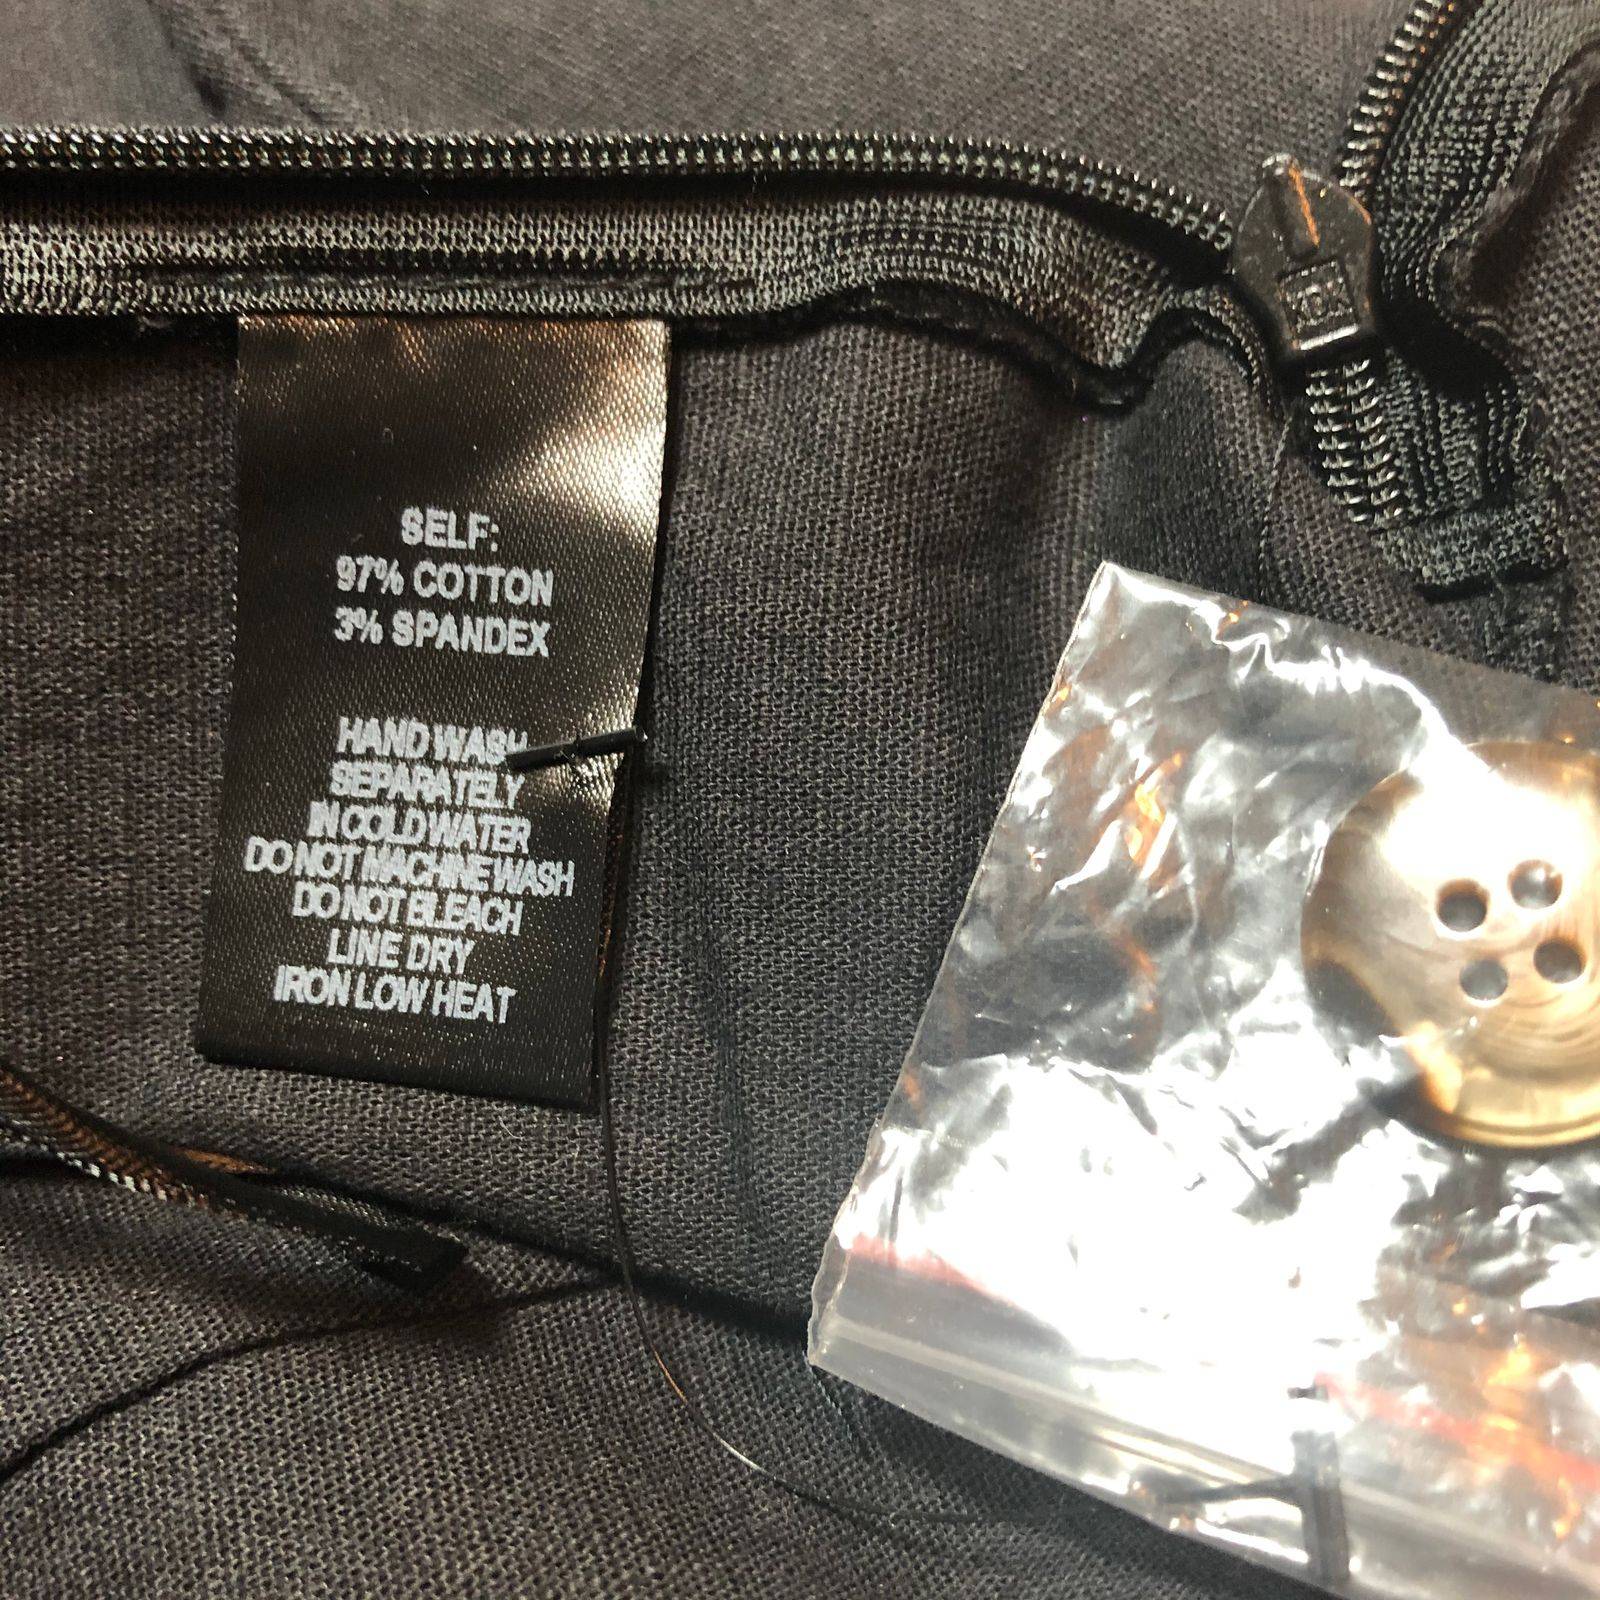 SELF:
97% COTTON
3% SPANDEX
HAND WASH
SEPARATELY
IN COLD WATER
DO NOT MACHINE WASH
DO NOT BLEACH
LINE DRY
IRON LOW HEAT